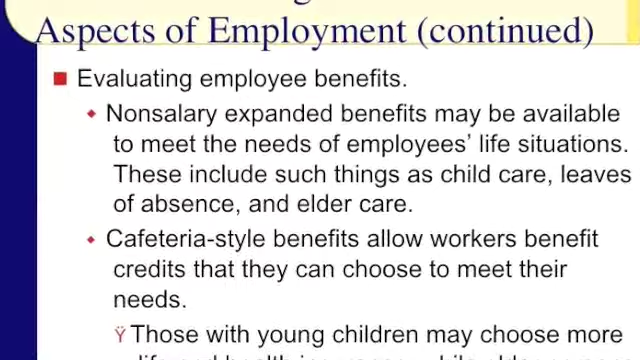 Aspects of Employment (continued)
Evaluating employee benefits.
Nonsalary expanded benefits may be available
to meet the needs of employees' life situations.
These include such things as child care, leaves
of absence, and elder care.
Cafeteria-style benefits allow workers benefit
credits that they can choose to meet their
needs.
Ÿ Those with young children may choose more